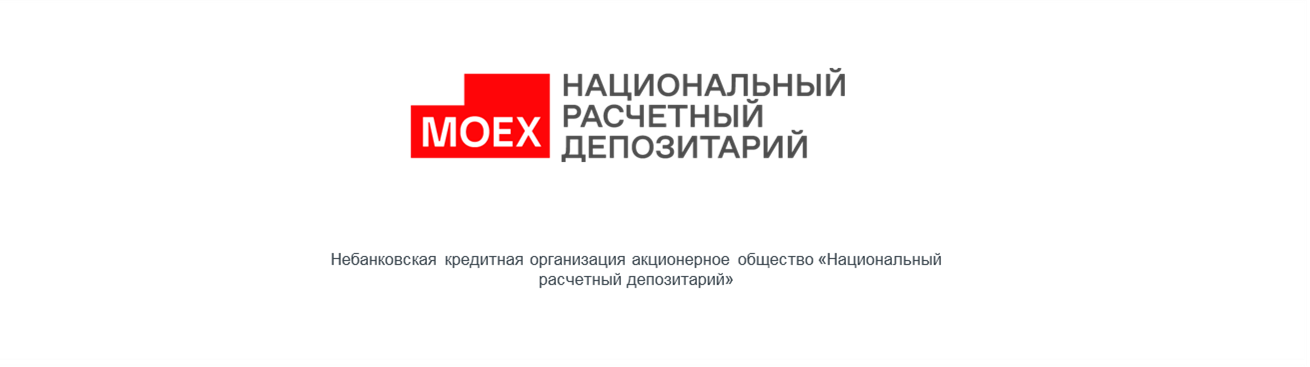 MOEX
НАЦИОНАЛЬНЫЙ
РАСЧЕТНЫЙ
ДЕПОЗИТАРИЙ
Небанковская кредитная организация акционерное общество «Национальный
расчетный депозитарий»